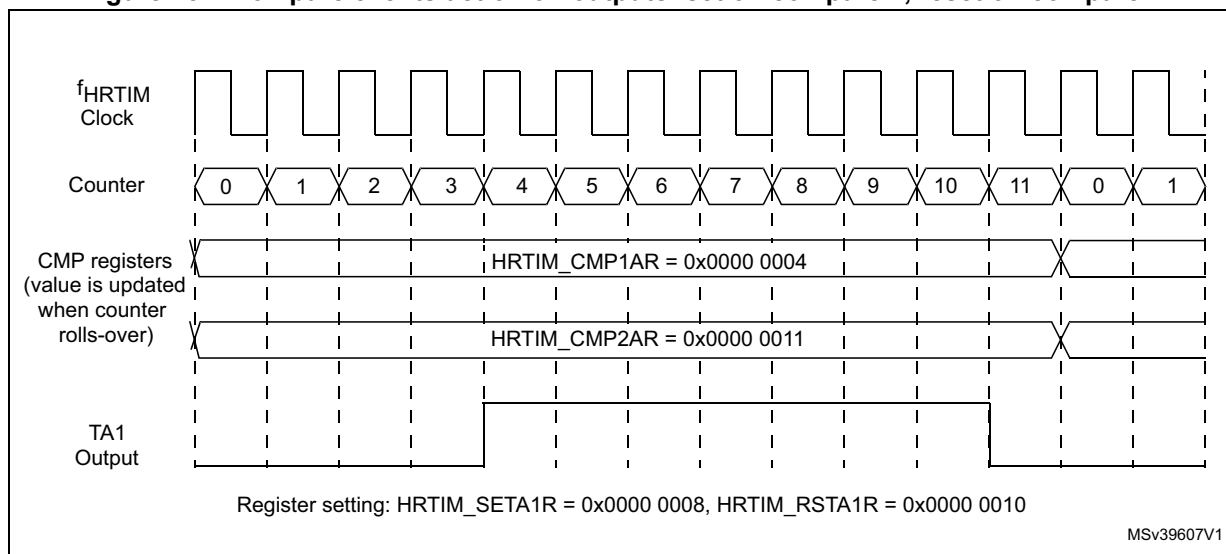 fHRTIM
Clock
Counter 0 1 2 3 4 5 6 7 8 9 10 11 0 1
CMP registers
(value is updated
when counter
rolls-over)
HRTIM_CMP1AR = 0x0000 0004
HRTIM_CMP2AR = 0x0000 0011
TA1
Output
Register setting: HRTIM_SETA1R = 0x0000 0008, HRTIM_RSTA1R = 0x0000 0010
MSv39607V1